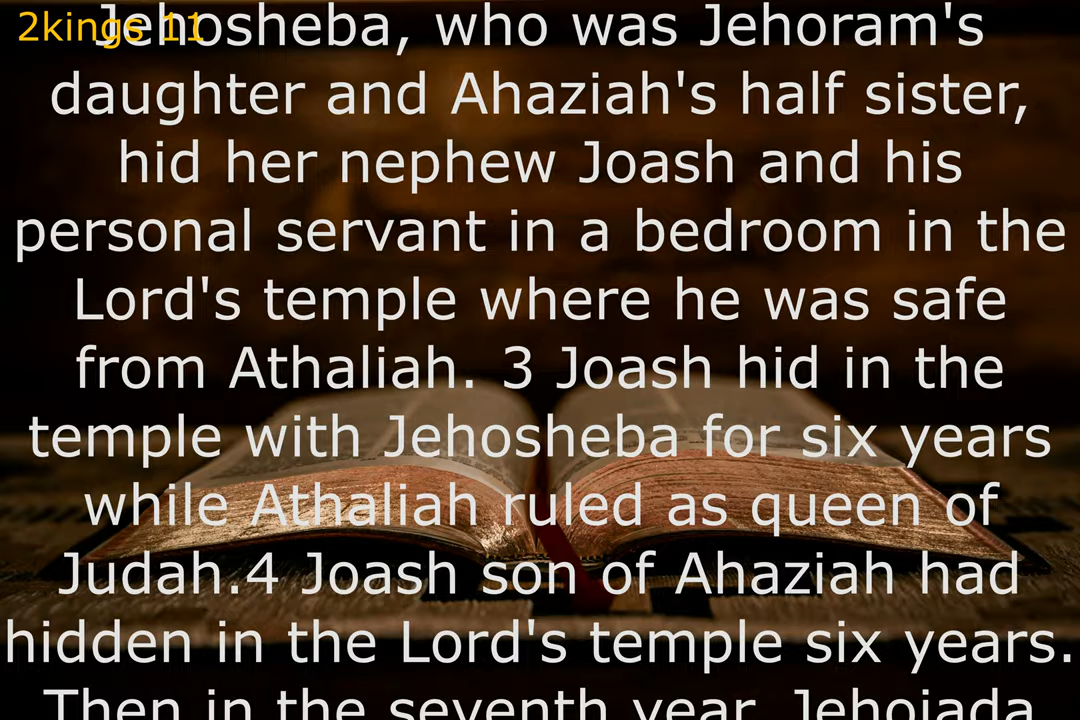 2kings 11
Jehosheba, who was Jehoram's
daughter and Ahaziah's half sister,
hid her nephew Joash and his
personal servant in a bedroom in the
Lord's temple where he was safe
from Athaliah. 3 Joash hid in the
temple with Jehosheba for six years
while Athaliah ruled as queen of
Judah.4 Joash son of Ahaziah had
hidden in the Lord's temple six years.
Then in the seventh year, Jehoiada